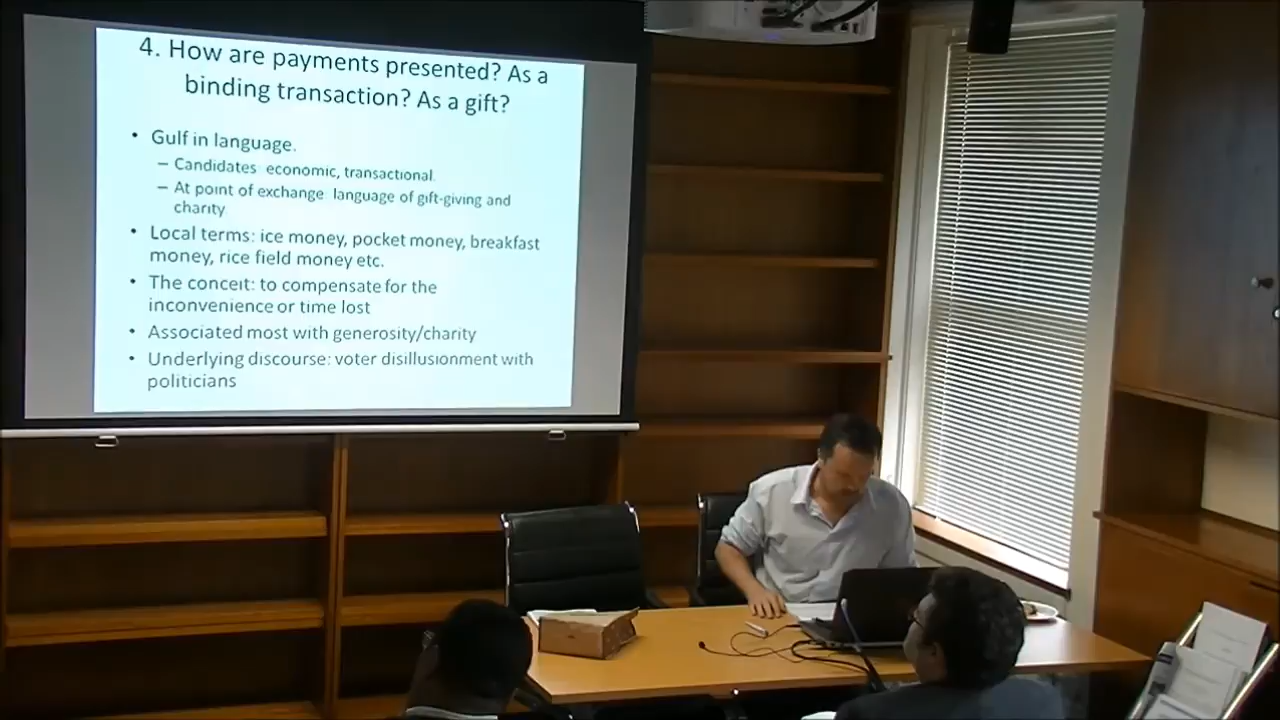 4. How are payments presented? As a
binding transaction? As a gift?
• Gulf in language.
– Candidates economic, transactional.
– At point of exchange language of gift-giving and
charity
• Local terms: ice money, pocket money, breakfast
money, rice field money etc.
• The conceit: to compensate for the
inconvenience or time lost
• Associated most with generosity/charity
• Underlying discourse: voter disillusionment with
politicians